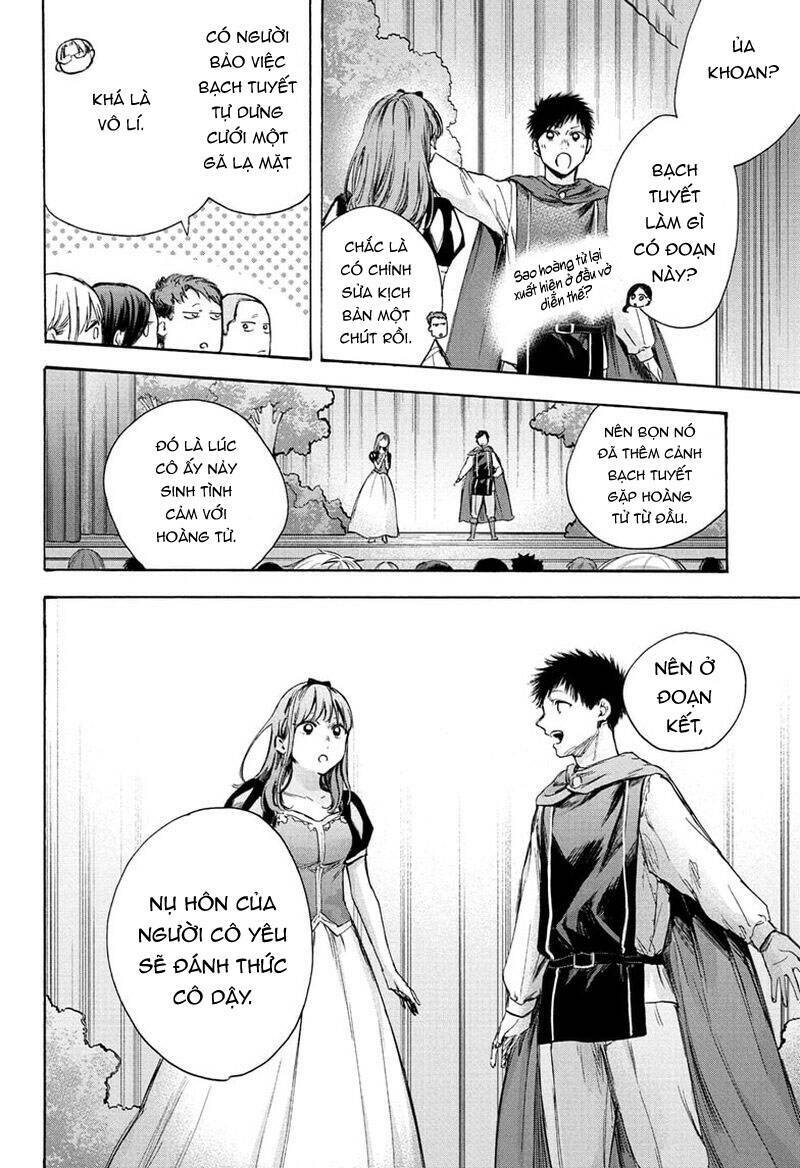 ỦA
KHOAN?
BẠCH
TUYẾT
LÀM GÌ
CÓ ĐOẠN
NÀY?
Sao hoàng tử lại
xuất hiện ở đầu vở
diễn thế?
CHẮC LÀ
CÓ CHỈNH
SỬA KỊCH
BẢN MỘT
CHÚT RỒI.
CÓ NGƯỜI
BẢO VIỆC
BẠCH TUYẾT
TỰ DƯNG
CƯỚI MỘT
GÃ LẠ MẶT
KHÁ LÀ
VÔ LÍ.
NÊN BỌN NÓ
ĐÃ THÊM CẢNH
BẠCH TUYẾT
GẶP HOÀNG
TỬ TỪ ĐẦU.
ĐÓ LÀ LÚC
CÔ ẤY NẢY
SINH TÌNH
CẢM VỚI
HOÀNG TỬ.
NÊN Ở
ĐOẠN
KẾT,
NỤ HÔN CỦA
NGƯỜI CÔ YÊU
SẼ ĐÁNH THỨC
CÔ DẬY.